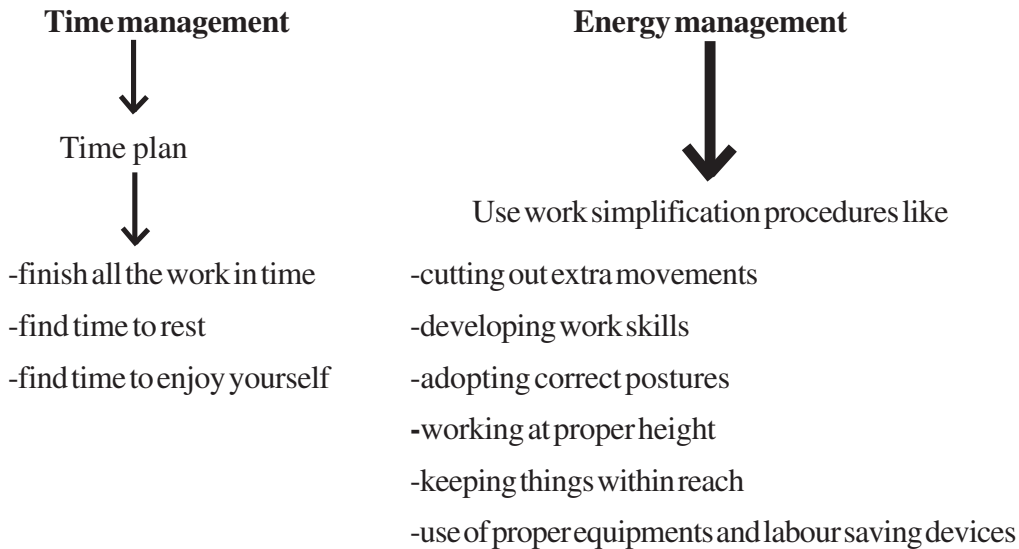 Time management
Time plan
-finish all the work in time
-find time to rest
-find time to enjoy yourself
Energy management
Use work simplification procedures like
-cutting out extra movements
-developing work skills
-adopting correct postures
-working at proper height
-keeping things within reach
-use of proper equipments and labour saving devices